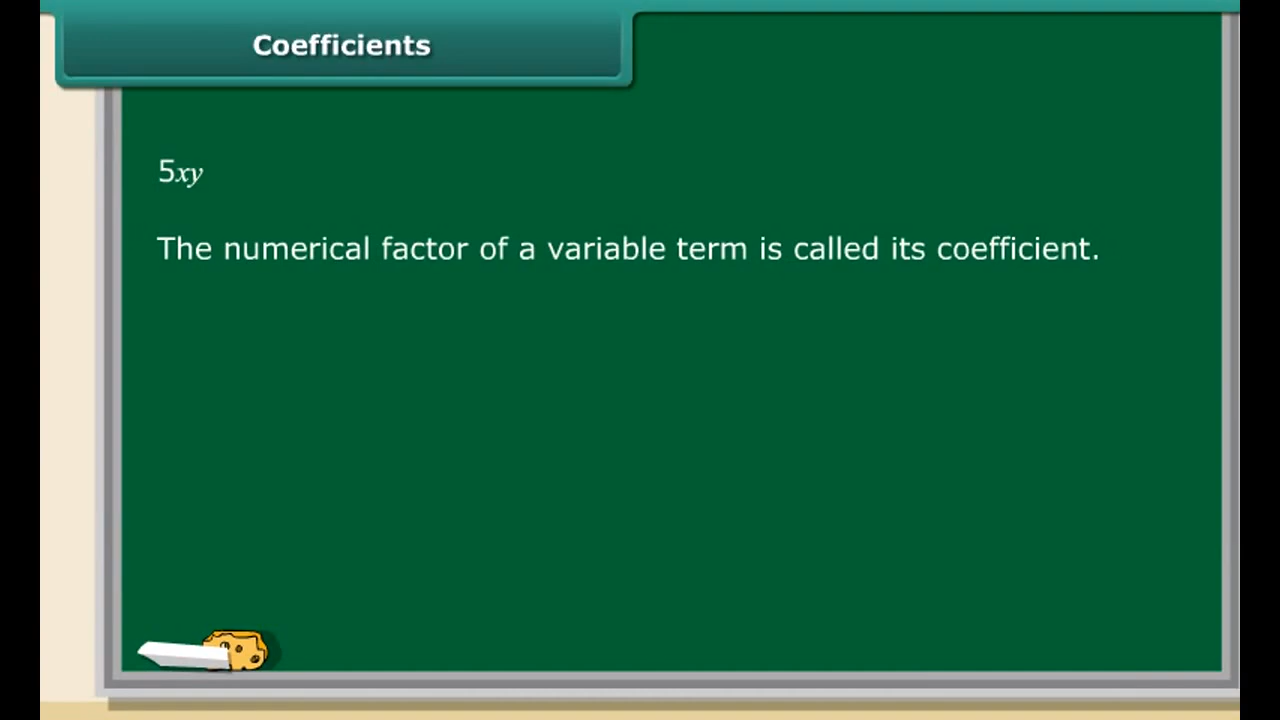 Coefficients
5xy
The numerical factor of a variable term is called its coefficient.